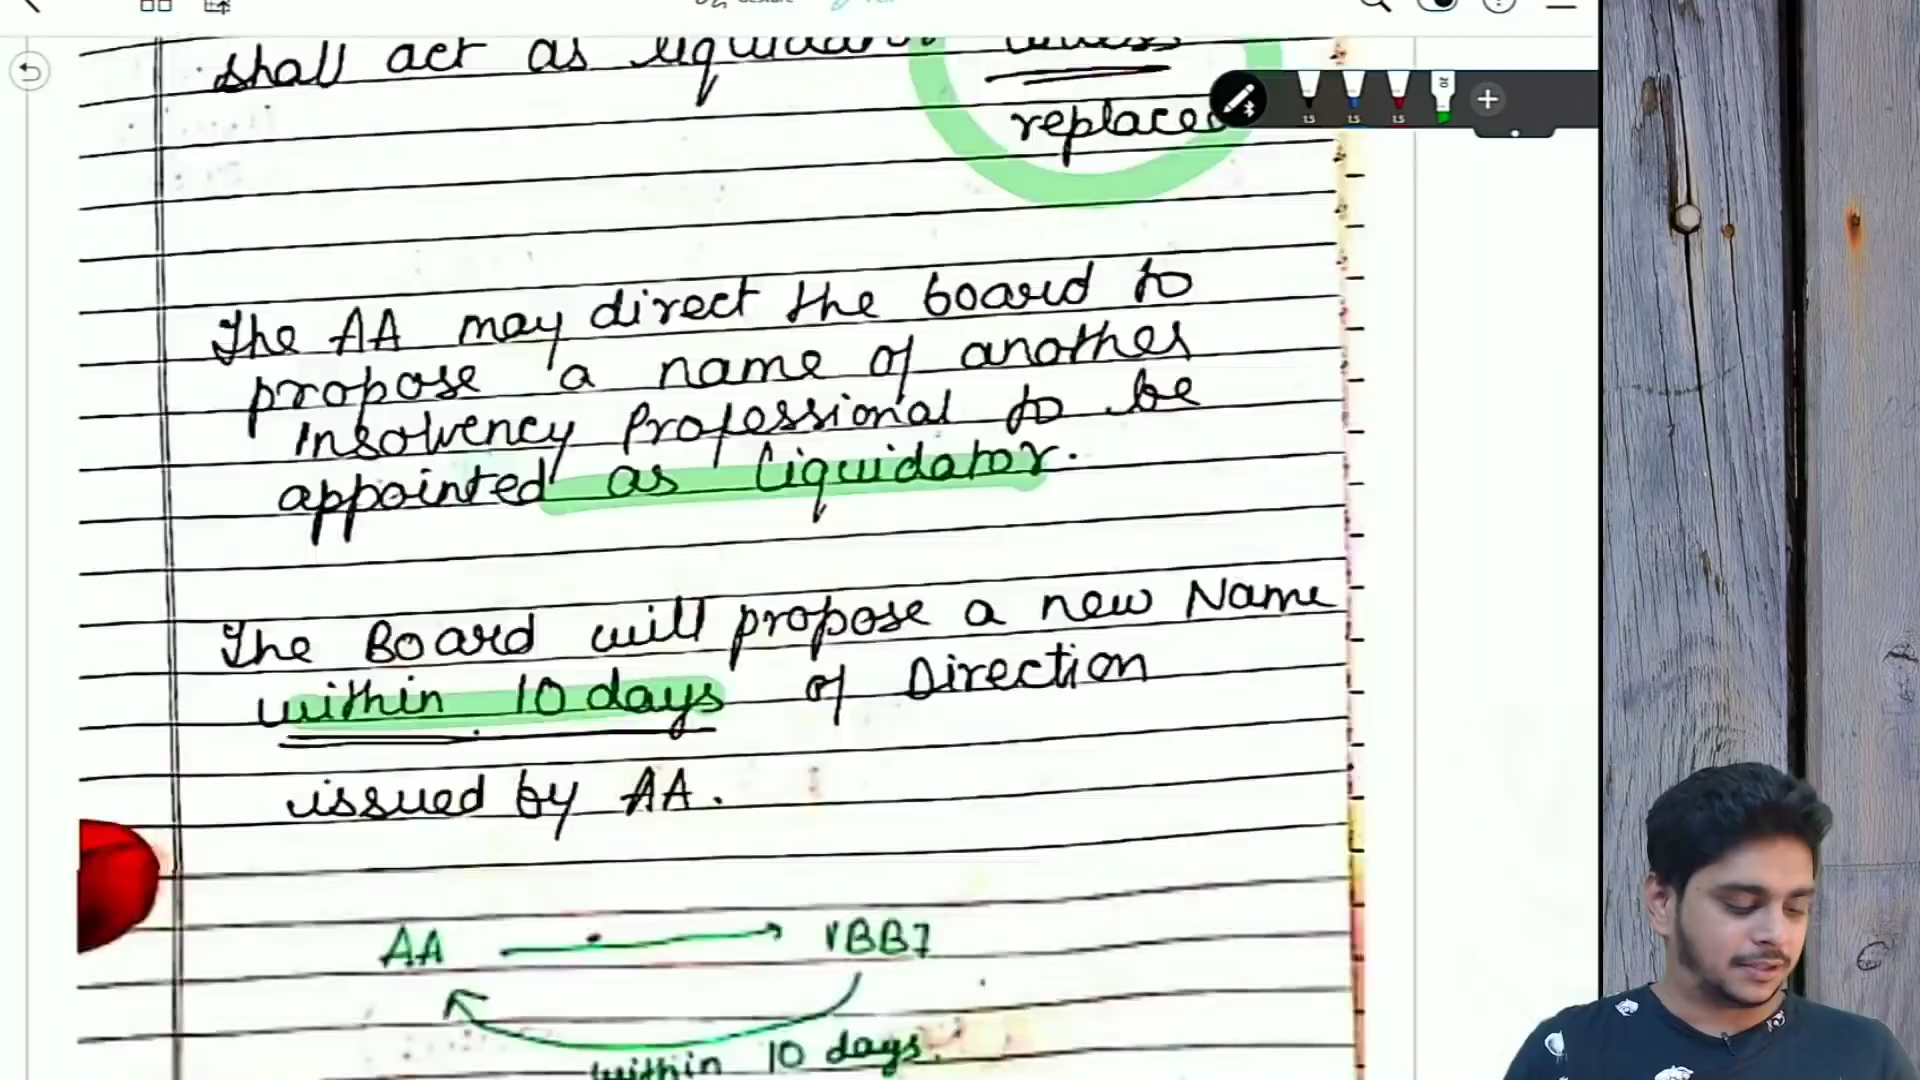 shall act as liquidator unless
replaced
The AA may direct the board to
propose a name of another
Insolvency Professional to be
appointed as Liquidator.
The Board will propose a new Name
within 10 days of Direction
issued by AA.
AA → IBBI
within 10 days.